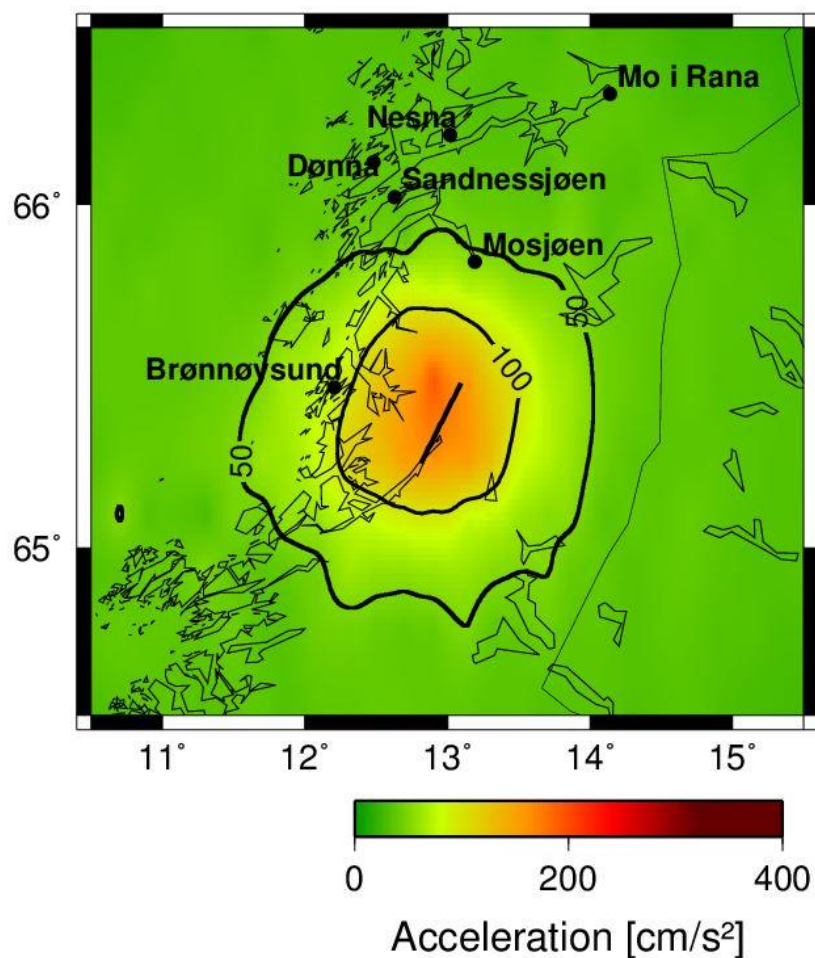 Mo i Rana
Nesna
Dønna
Sandnessjøen
66°
Mosjøen
50
100
Brønnøysund
50
65°
11° 12° 13° 14° 15°
0 200 400
Acceleration [cm/s²]